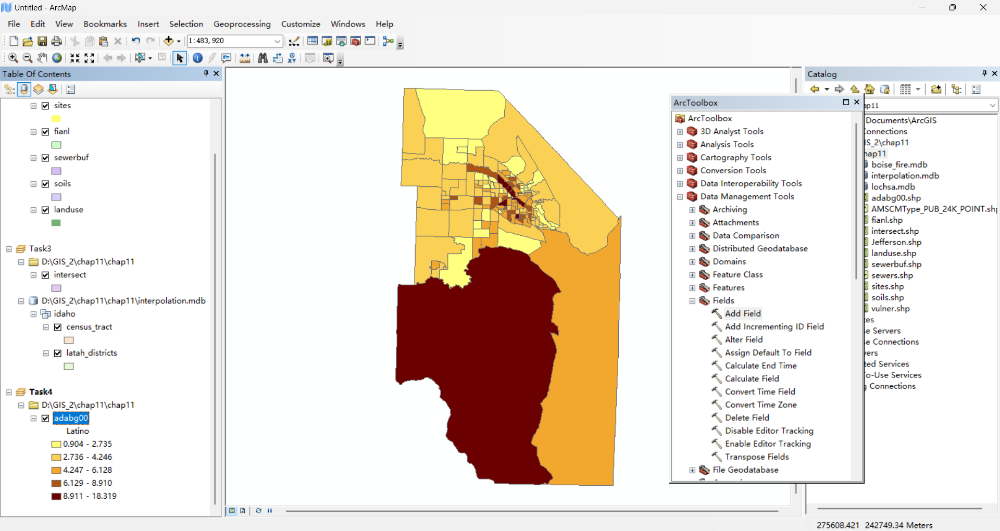 Untitled - ArcMap
File Edit View Bookmarks Insert Selection Geoprocessing Customize Windows Help
1:483,920
Table Of Contents
sites
fianl
sewerbuf
soils
landuse
Task3
D:\GIS_2\chap11\chap11
intersect
D:\GIS_2\chap11\chap11\interpolation.mdb
idaho
census_tract
latah_districts
Task4
D:\GIS_2\chap11\chap11
adabg00
Latino
0.904 - 2.735
2.736 - 4.246
4.247 - 6.128
6.129 - 8.910
8.911 - 18.319
ArcToolbox
ArcToolbox
3D Analyst Tools
Analysis Tools
Cartography Tools
Conversion Tools
Data Interoperability Tools
Data Management Tools
Archiving
Attachments
Data Comparison
Distributed Geodatabase
Domains
Feature Class
Features
Fields
Add Field
Add Incrementing ID Field
Alter Field
Assign Default To Field
Calculate End Time
Calculate Field
Convert Time Field
Convert Time Zone
Delete Field
Disable Editor Tracking
Enable Editor Tracking
Transpose Fields
File Geodatabase
Catalog
ap11
Documents\ArcGIS
onnections
IS_2\chap11
hap11
boise_fire.mdb
interpolation.mdb
lochsa.mdb
adabg00.shp
AMSCMType_PUB_24K_POINT.shp
fianl.shp
intersect.shp
Jefferson.shp
landuse.shp
sewerbuf.shp
sewers.shp
sites.shp
soils.shp
vulner.shp
es
e Servers
e Connections
vers
ted Services
o-Use Services
Connections
275608.421 242749.34 Meters